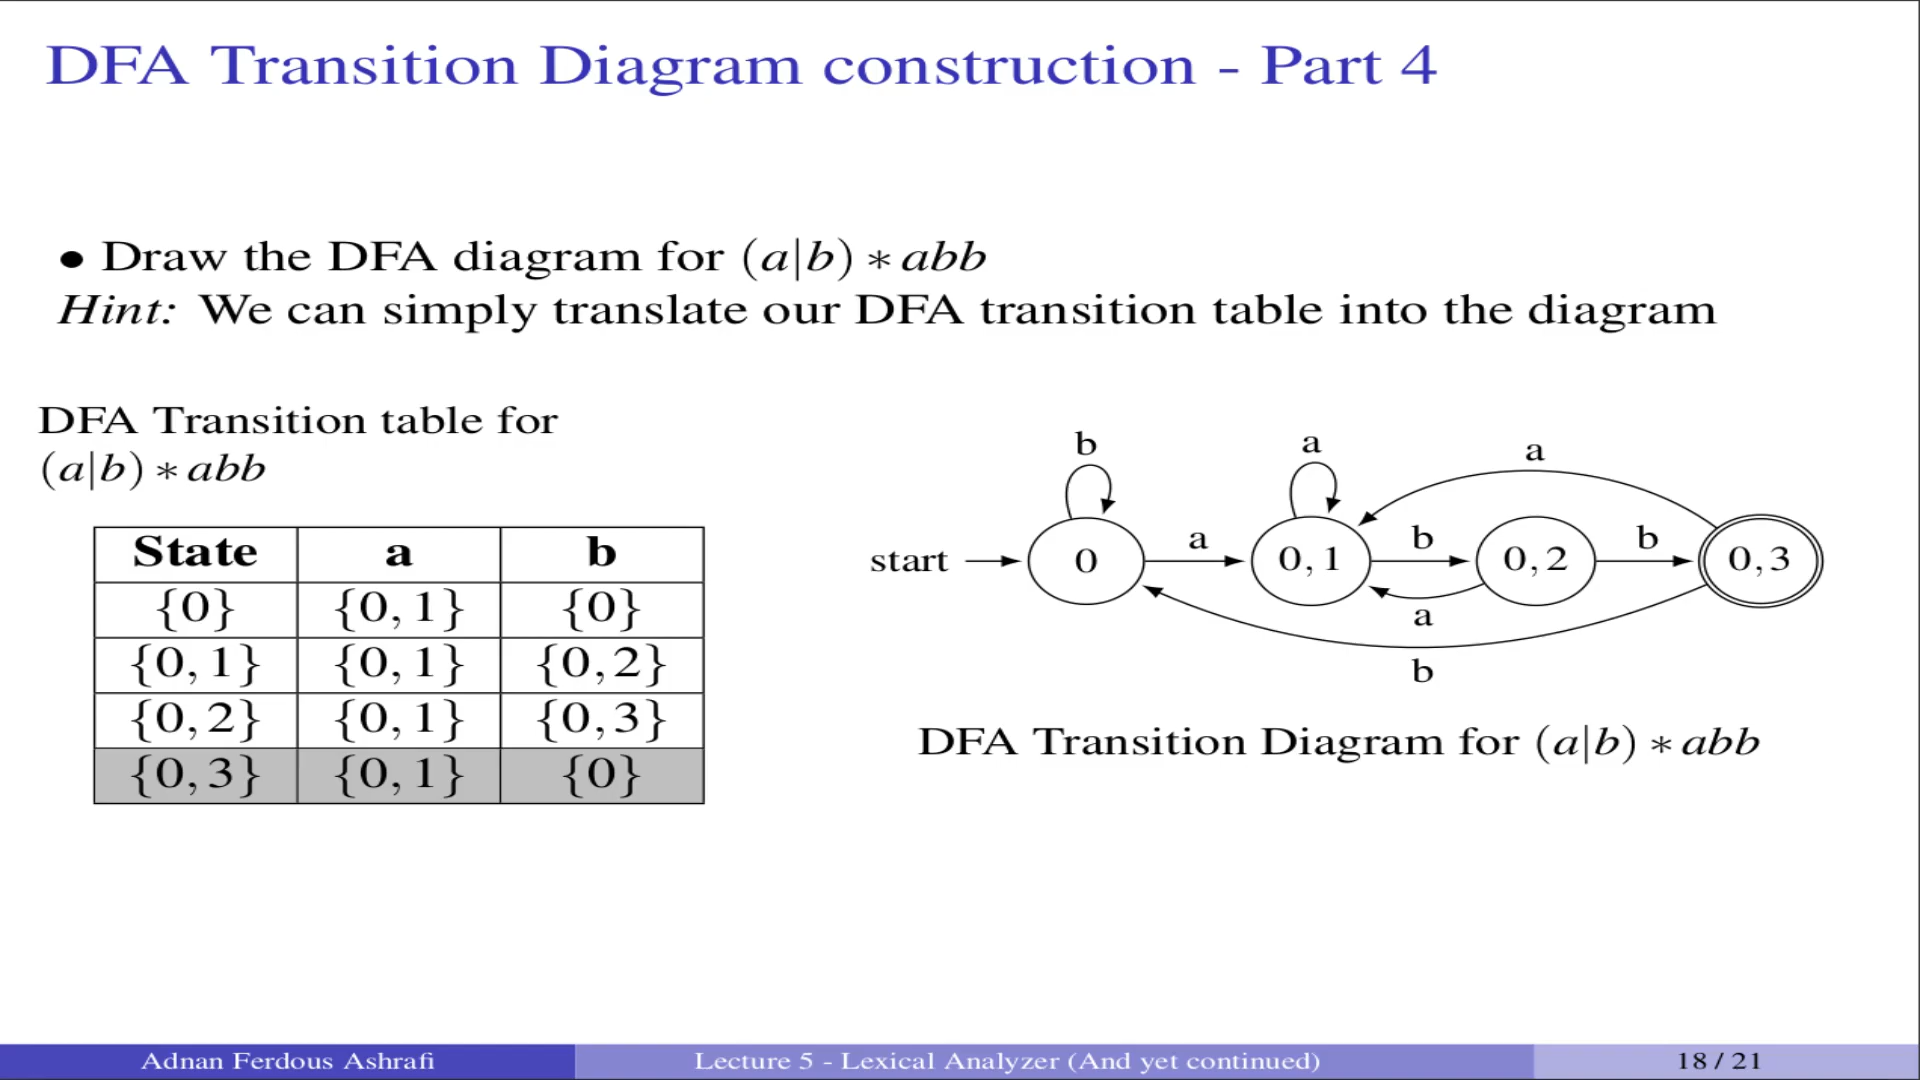 DFA Transition Diagram construction - Part 4
• Draw the DFA diagram for (a|b) ∗ abb
Hint: We can simply translate our DFA transition table into the diagram
DFA Transition table for
(a|b) ∗ abb
State a b
{0} {0, 1} {0}
{0, 1} {0, 1} {0, 2}
{0, 2} {0, 1} {0, 3}
{0, 3} {0, 1} {0}
b a a
start 0 a 0, 1 b 0, 2 b 0, 3
a
b
DFA Transition Diagram for (a|b) ∗ abb
Adnan Ferdous Ashrafi Lecture 5 - Lexical Analyzer (And yet continued) 18 / 21